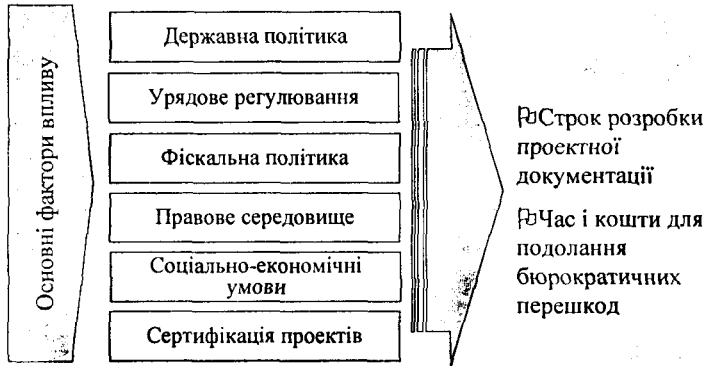 Основні фактори впливу
Державна політика
Урядове регулювання
Фіскальна політика
Правове середовище
Соціально-економічні
умови
Сертифікація проектів
Строк розробки
проектної
документації
Час і кошти для
подолання
бюрократичних
перешкод